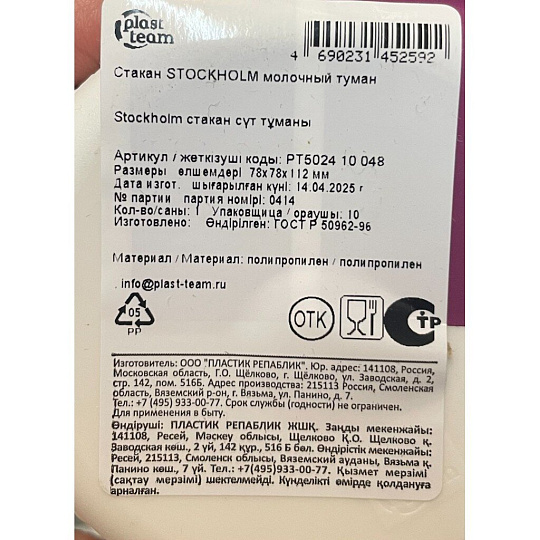 plast team
4 690231 452592
Стакан STOCKHOLM молочный туман
Stockholm стакан сүт тұманы
Артикул / жеткізуші коды: PT5024 10 048
Размеры өлшемдері 78х78х112 мм
Дата изгот. шығарылған күні: 14.04.2025 г
№ партии партия номірі: 0414
Кол-во/саны: 1 Упаковщица / ораушы: 10
Изготовлено: Өндірілген: ГОСТ Р 50962-96
Материал / Материал: полипропилен / полипропилен
info@plast-team.ru
05
PP
ОТК
СТР
Изготовитель: ООО "ПЛАСТИК РЕПАБЛИК". Юр. адрес: 141108, Россия,
Московская область, Г.О. Щёлково, г. Щёлково, ул. Заводская, д. 2,
стр. 142, пом. 516Б. Адрес производства: 215113 Россия, Смоленская
область, Вяземский р-он, г. Вязьма, ул. Панино, д. 7.
Тел.: +7 (495) 933-00-77. Срок службы (годности) не ограничен.
Для применения в быту.
Өндіруші: ПЛАСТИК РЕПАБЛИК ЖШҚ. Заңды мекенжайы:
141108, Ресей, Мәскеу облысы, Щелково Қ.О. Щелково қ.
Заводская көш., 2 үй, 142 құр., 516 Б бөл. Өндірістік мекенжайы:
Ресей, 215113, Смоленск облысы, Вяземский ауданы, Вязьма қ.
Панино көш., 7 үй. Тел.: +7(495)933-00-77. Қызмет мерзімі
(сақтау мерзімі) шектелмейді. Күнделікті өмірде қолдануға
арналған.